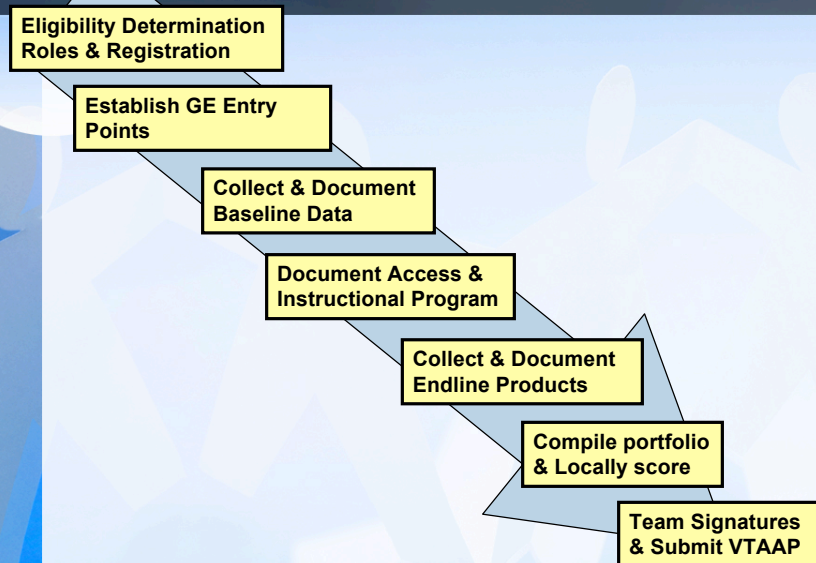 Eligibility Determination
Roles & Registration
Establish GE Entry
Points
Collect & Document
Baseline Data
Document Access &
Instructional Program
Collect & Document
Endline Products
Compile portfolio
& Locally score
Team Signatures
& Submit VTAAP